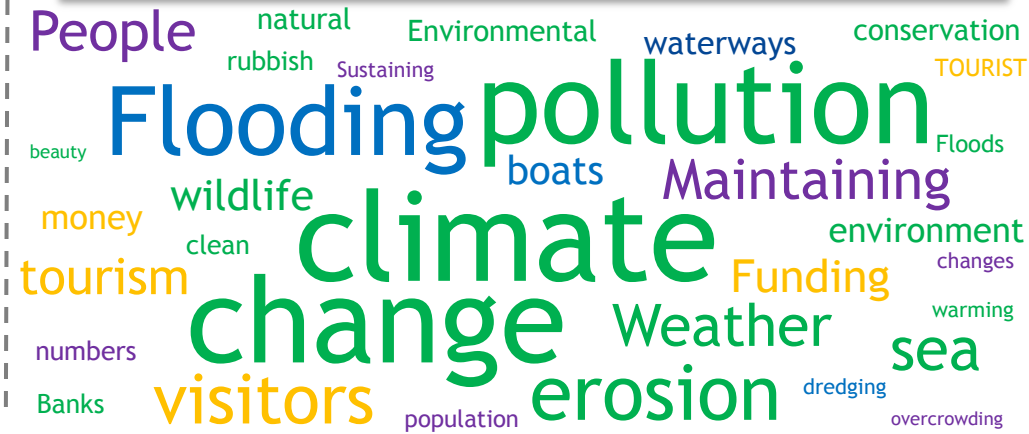 People natural Environmental waterways conservation
rubbish Sustaining TOURIST
Flooding pollution
beauty boats Floods
wildlife Maintaining
money climate environment
clean changes
tourism Funding
change Weather warming
numbers sea
Banks visitors erosion dredging
population overcrowding